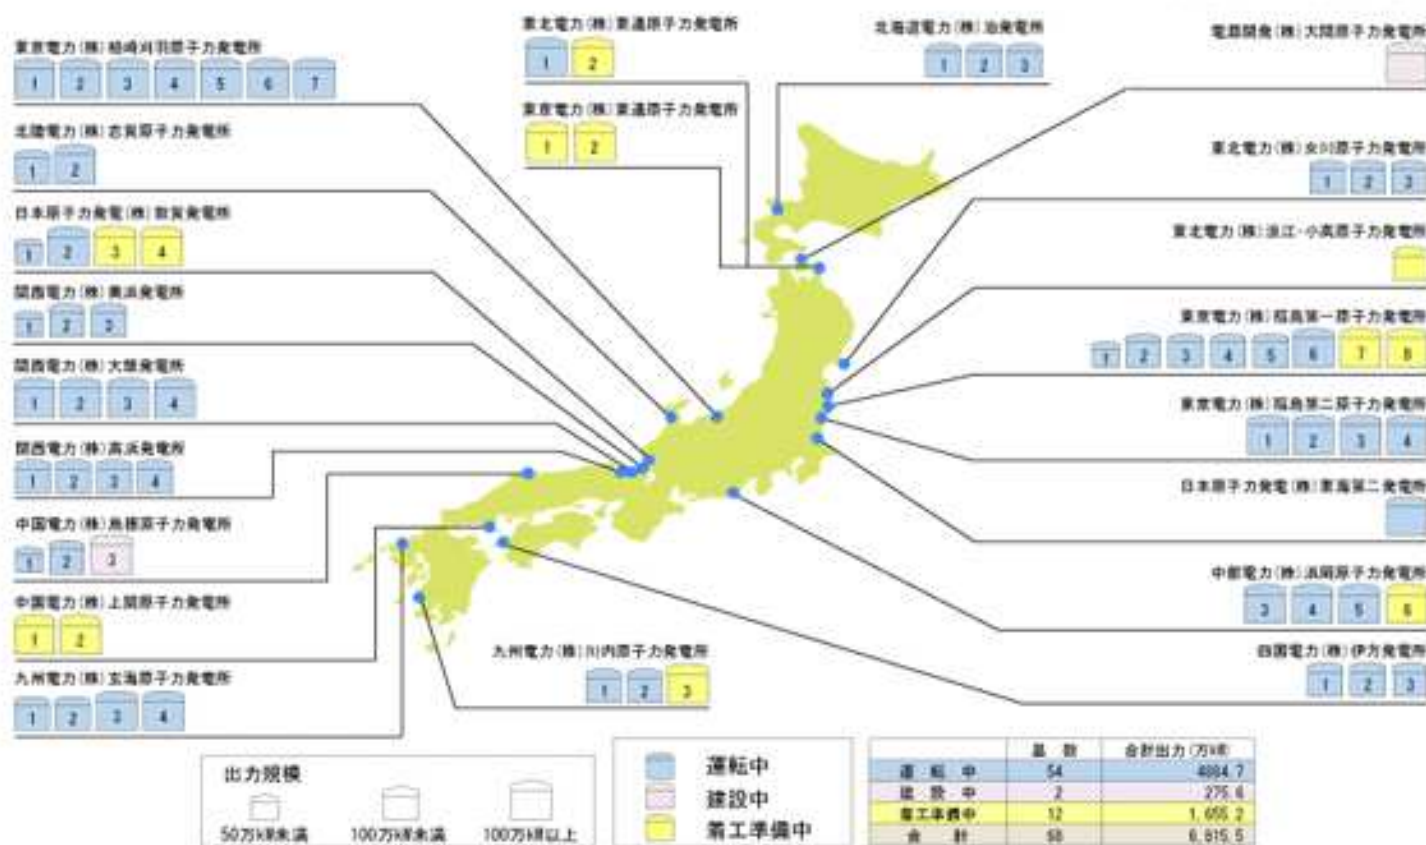 東京電力(株)柏崎刈羽原子力発電所
1 2 3 4 5 6 7
北陸電力(株)志賀原子力発電所
1 2
日本原子力発電(株)敦賀発電所
1 2 3 4
関西電力(株)美浜発電所
1 2 3
関西電力(株)大飯発電所
1 2 3 4
関西電力(株)高浜発電所
1 2 3 4
中国電力(株)島根原子力発電所
1 2 3
中国電力(株)上関原子力発電所
1 2
九州電力(株)玄海原子力発電所
1 2 3 4
東北電力(株)東通原子力発電所
1 2
東京電力(株)東通原子力発電所
1 2
北海道電力(株)泊発電所
1 2 3
電源開発(株)大間原子力発電所
東北電力(株)女川原子力発電所
1 2 3
東北電力(株)浪江・小高原子力発電所
東京電力(株)福島第一原子力発電所
1 2 3 4 5 6 7 8
東京電力(株)福島第二原子力発電所
1 2 3 4
日本原子力発電(株)東海第二発電所
中部電力(株)浜岡原子力発電所
3 4 5 6
四国電力(株)伊方発電所
1 2 3
九州電力(株)川内原子力発電所
1 2 3
出力規模
50万kW未満 100万kW未満 100万kW以上
運転中
建設中
着工準備中
基数 合計出力(万kW)
運転中 54 4884.7
建設中 2 275.6
着工準備中 12 1,655.2
合計 68 6,815.5